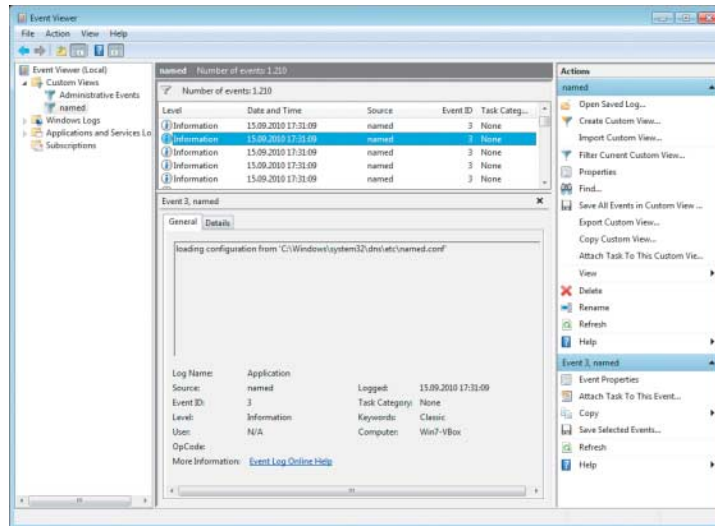 Event Viewer
File Action View Help
Event Viewer (Local)
Custom Views
Administrative Events
named
Windows Logs
Applications and Services Lo
Subscriptions
named Number of events: 1.210
Number of events: 1.210
Level Date and Time Source Event ID Task Categ...
Information 15.09.2010 17:31:09 named 3 None
Information 15.09.2010 17:31:09 named 3 None
Information 15.09.2010 17:31:09 named 3 None
Information 15.09.2010 17:31:09 named 3 None
Information 15.09.2010 17:31:09 named 3 None
Event 3, named
General Details
loading configuration from 'C:\Windows\system32\dns\etc\named.conf'
Log Name: Application
Source: named Logged: 15.09.2010 17:31:09
Event ID: 3 Task Category: None
Level: Information Keywords: Classic
User: N/A Computer: Win7-VBox
OpCode:
More Information: Event Log Online Help
Actions
named
Open Saved Log...
Create Custom View...
Import Custom View...
Filter Current Custom View...
Properties
Find...
Save All Events in Custom View ...
Export Custom View...
Copy Custom View...
Attach Task To This Custom Vie...
View
Delete
Rename
Refresh
Help
Event 3, named
Event Properties
Attach Task To This Event...
Copy
Save Selected Events...
Refresh
Help